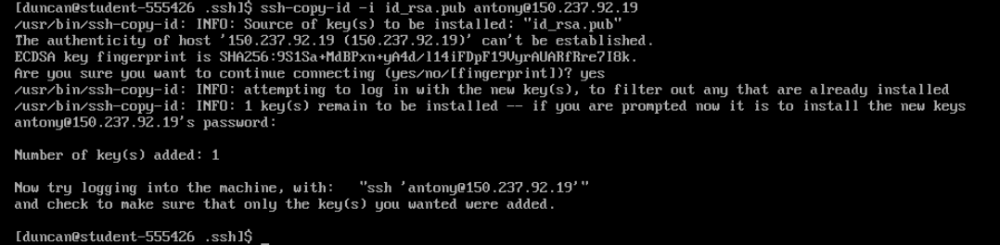 [duncan@student-555426 .ssh]$ ssh-copy-id -i id_rsa.pub antony@150.237.92.19
/usr/bin/ssh-copy-id: INFO: Source of key(s) to be installed: "id_rsa.pub"
The authenticity of host '150.237.92.19 (150.237.92.19)' can't be established.
ECDSA key fingerprint is SHA256:9S1Sa+MdBPxn+yA4d/l14iFDpF19VyrAUARfRre7I8k.
Are you sure you want to continue connecting (yes/no/[fingerprint])? yes
/usr/bin/ssh-copy-id: INFO: attempting to log in with the new key(s), to filter out any that are already installed
/usr/bin/ssh-copy-id: INFO: 1 key(s) remain to be installed -- if you are prompted now it is to install the new keys
antony@150.237.92.19's password:
Number of key(s) added: 1
Now try logging into the machine, with:   "ssh 'antony@150.237.92.19'"
and check to make sure that only the key(s) you wanted were added.
[duncan@student-555426 .ssh]$ _